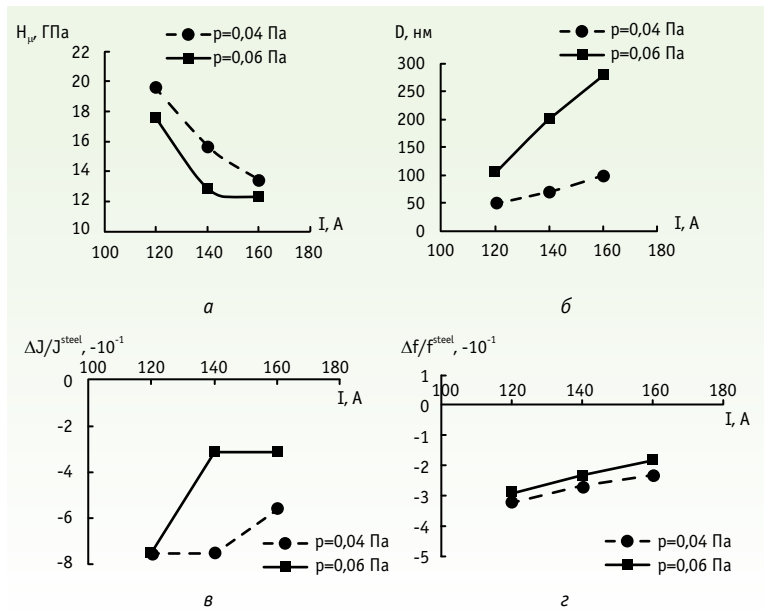 Hμ, ГПа
p=0,04 Па
p=0,06 Па
22
20
18
16
14
12
10
100 120 140 160 180
I, А
а
D, нм
p=0,04 Па
p=0,06 Па
300
250
200
150
100
50
0
100 120 140 160 180
I, А
б
ΔJ/J^steel, -10^-1
100 120 140 160 180
I, А
0
-2
-4
-6
-8
p=0,04 Па
p=0,06 Па
в
Δf/f^steel, -10^-1
1
100 120 140 160 180
0
I, А
-1
-2
-3
-4
-5
p=0,04 Па
p=0,06 Па
г